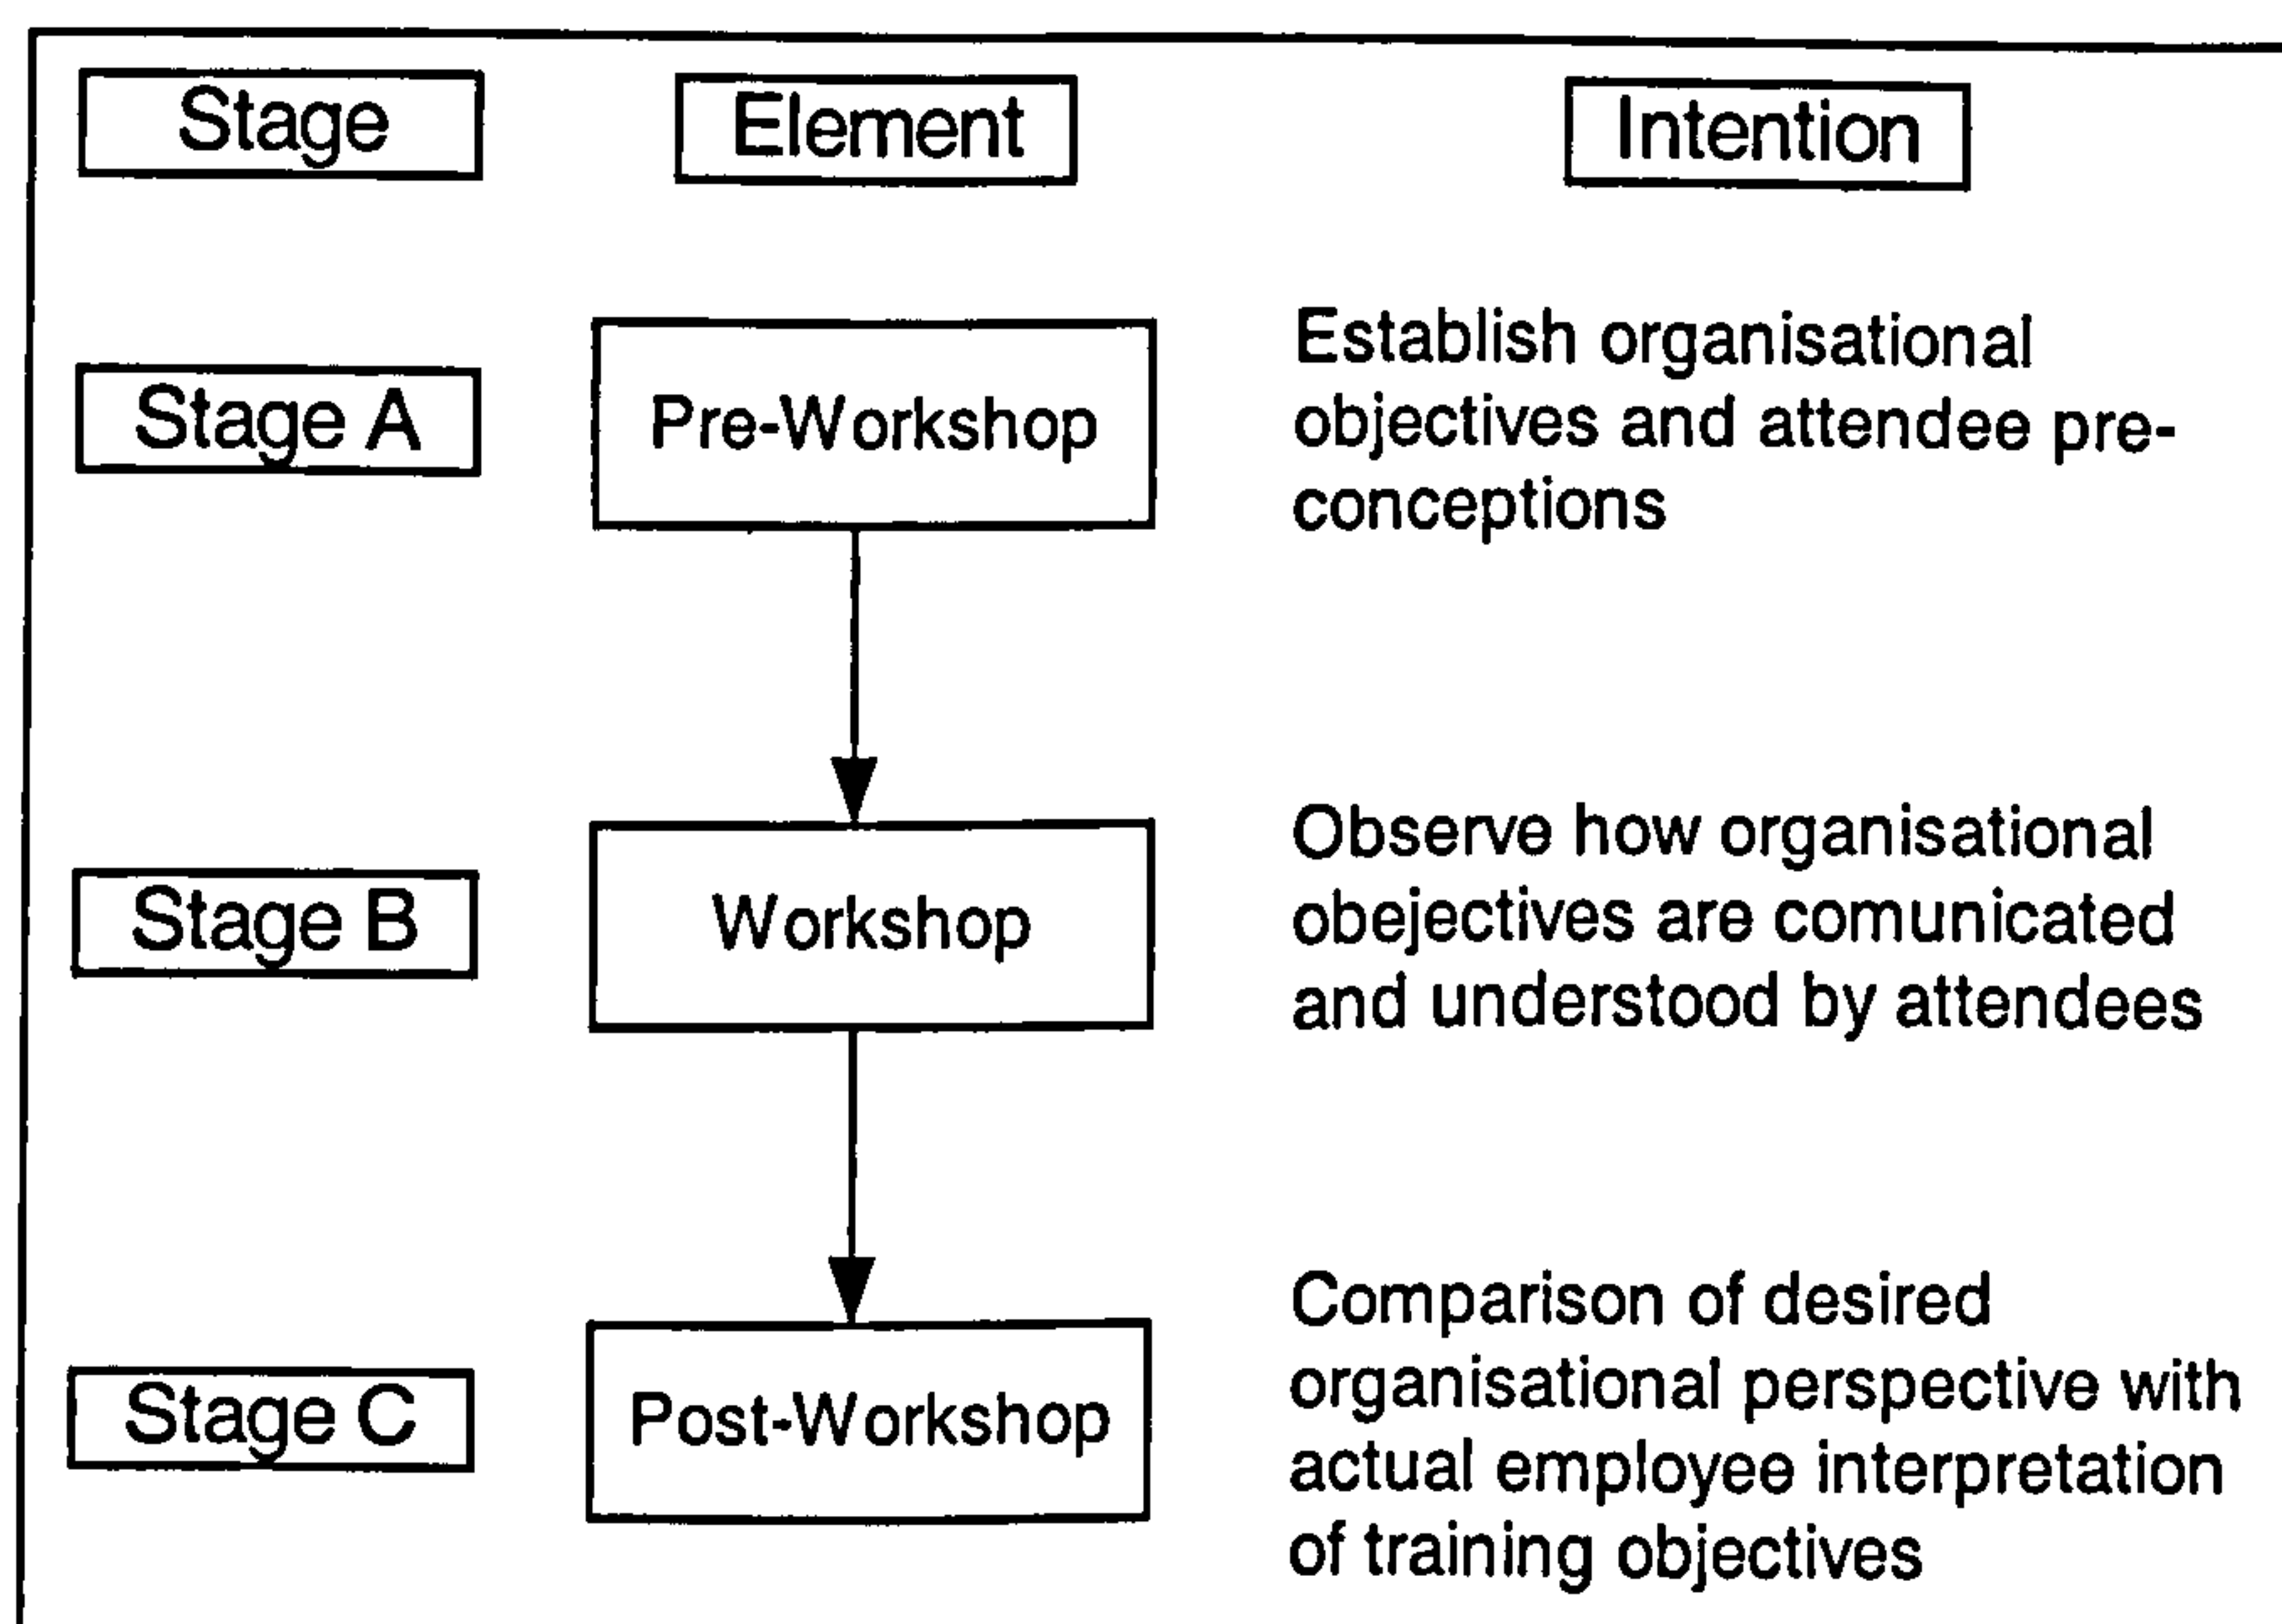 Stage Element Intention
Stage A
Pre-Workshop
Establish organisational
objectives and attendee pre-
conceptions
Stage B
Workshop
Observe how organisational
obejectives are comunicated
and understood by attendees
Stage C
Post-Workshop
Comparison of desired
organisational perspective with
actual employee interpretation
of training objectives